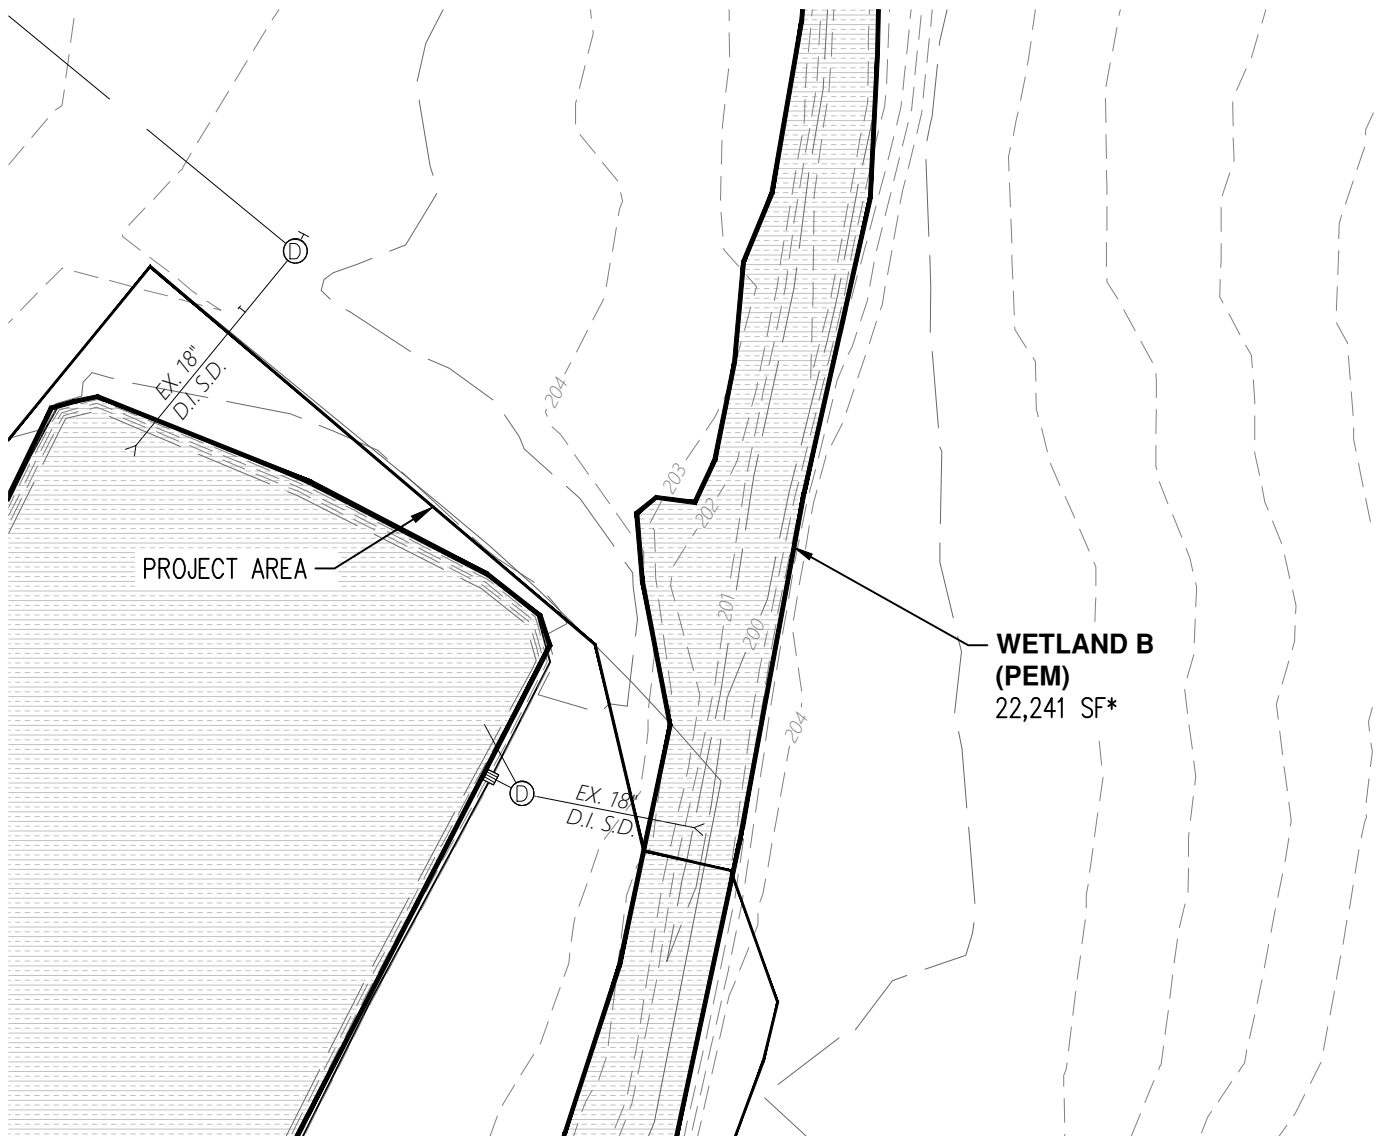 D
EX. 18"
D.I. S.D.
204
203
202
PROJECT AREA
201
200
WETLAND B
(PEM)
22,241 SF*
204
D
EX. 18"
D.I. S.D.